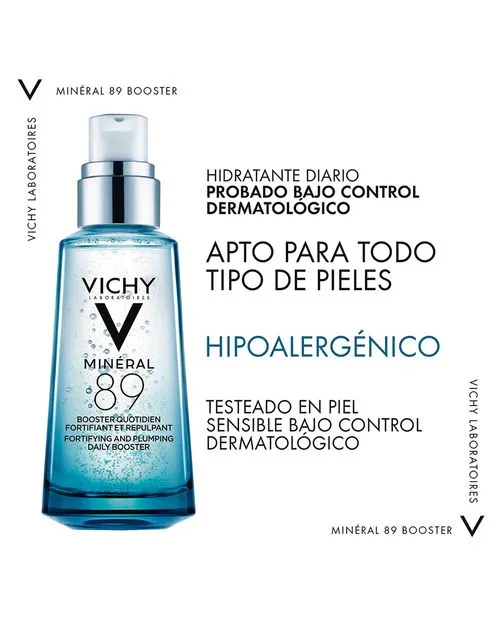 VICHY LABORATOIRES
MINÉRAL 89 BOOSTER
HIDRATANTE DIARIO
PROBADO BAJO CONTROL
DERMATOLÓGICO
APTO PARA TODO
TIPO DE PIELES
HIPOALERGÉNICO
TESTEADO EN PIEL
SENSIBLE BAJO CONTROL
DERMATOLÓGICO
VICHY
LABORATOIRES
MINÉRAL
89
BOOSTER QUOTIDIEN
FORTIFIANT ET REPULPANT
FORTIFYING AND PLUMPING
DAILY BOOSTER
VICHY LABORATOIRES
MINÉRAL 89 BOOSTER